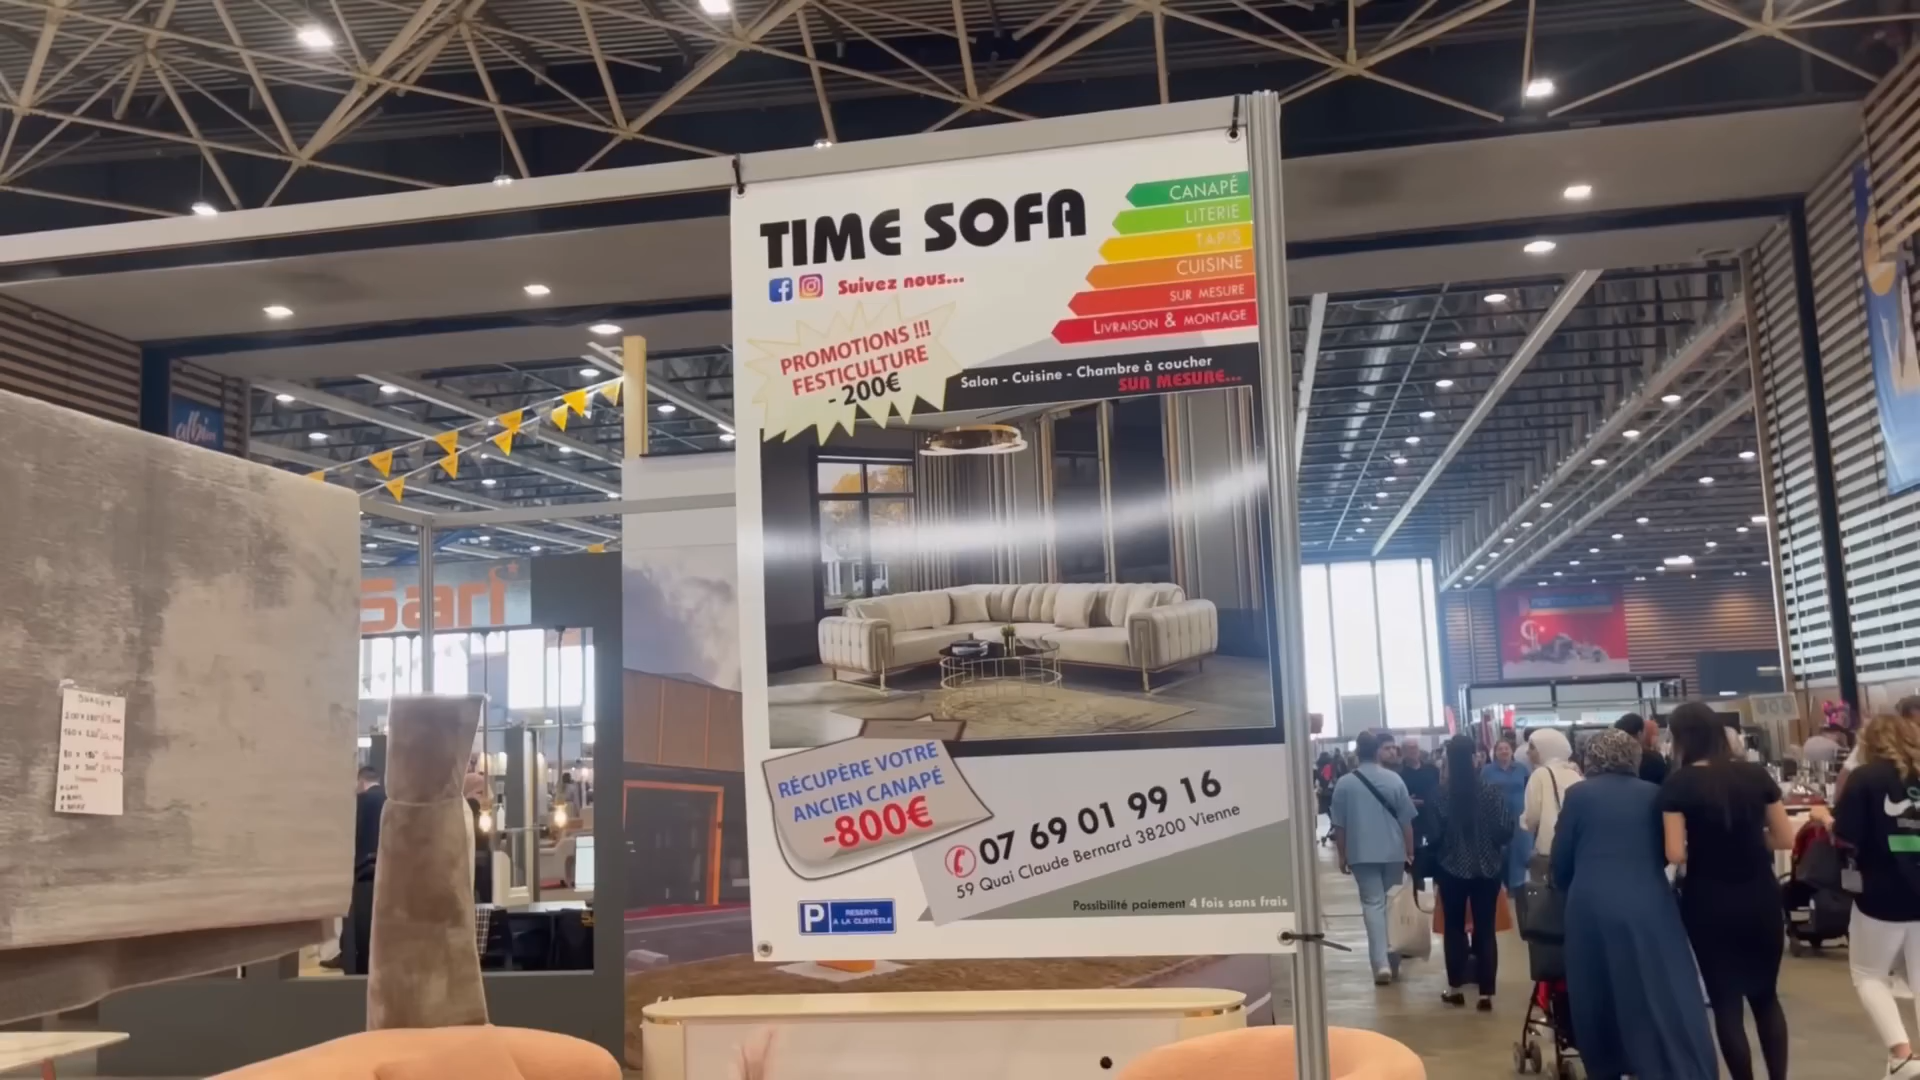 TIME SOFA
Suivez nous...
CANAPÉ
LITERIE
TAPIS
CUISINE
SUR MESURE
LIVRAISON & MONTAGE
PROMOTIONS !!!
FESTICULTURE
- 200€
Salon - Cuisine - Chambre à coucher
SUR MESURE...
RÉCUPÈRE VOTRE
ANCIEN CANAPÉ
-800€
07 69 01 99 16
59 Quai Claude Bernard 38200 Vienne
Possibilité paiement 4 fois sans frais
P RESERVE
A LA CLIENTELE
Sari